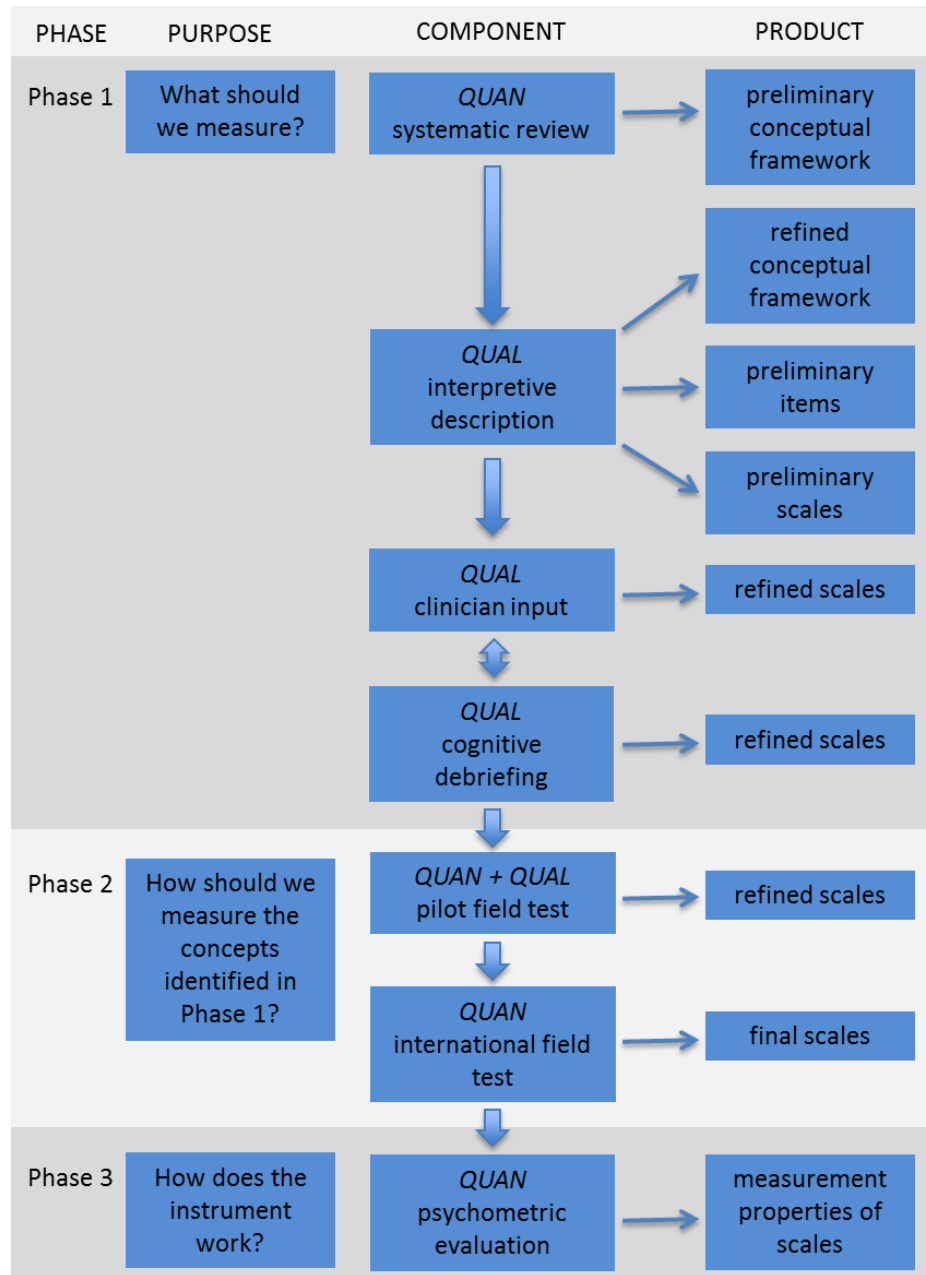 PHASE PURPOSE COMPONENT PRODUCT
Phase 1
What should
we measure?
QUAN
systematic review
preliminary
conceptual
framework
refined
conceptual
framework
QUAL
interpretive
description
preliminary
items
preliminary
scales
QUAL
clinician input
refined scales
QUAL
cognitive
debriefing
refined scales
Phase 2
How should we
measure the
concepts
identified in
Phase 1?
QUAN + QUAL
pilot field test
refined scales
QUAN
international field
test
final scales
Phase 3
How does the
instrument
work?
QUAN
psychometric
evaluation
measurement
properties of
scales